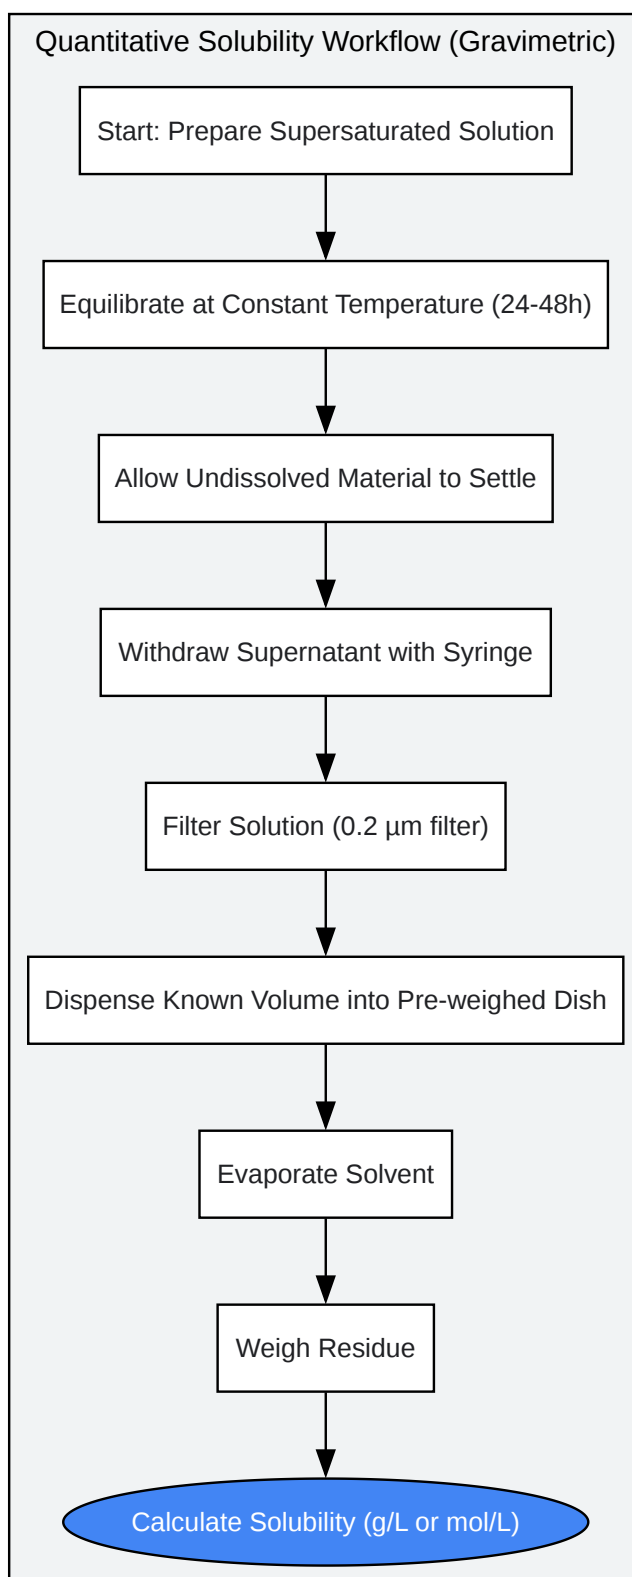 Quantitative Solubility Workflow (Gravimetric)
Start: Prepare Supersaturated Solution
Equilibrate at Constant Temperature (24-48h)
Allow Undissolved Material to Settle
Withdraw Supernatant with Syringe
Filter Solution (0.2 µm filter)
Dispense Known Volume into Pre-weighed Dish
Evaporate Solvent
Weigh Residue
Calculate Solubility (g/L or mol/L)